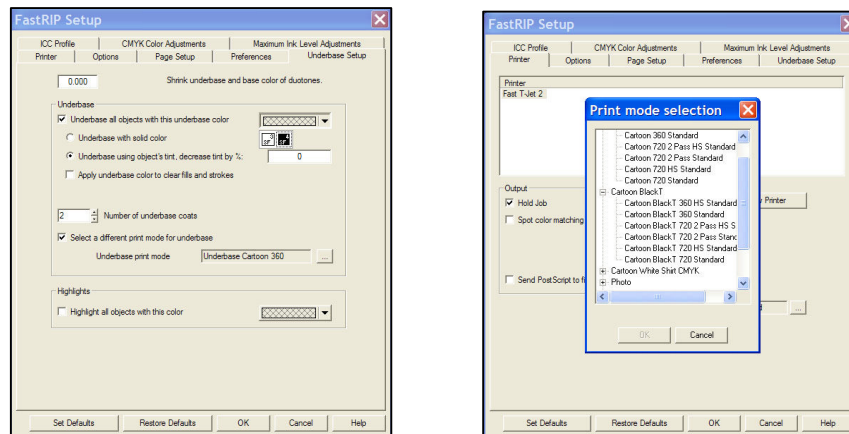 FastRIP Setup
ICC Profile CMYK Color Adjustments Maximum Ink Level Adjustments
Printer Options Page Setup Preferences Underbase Setup
0.000 Shrink underbase and base color of duotones.
Underbase
Underbase all objects with this underbase color
Underbase with solid color
Underbase using object's tint, decrease tint by %: 0
Apply underbase color to clear fills and strokes
2 Number of underbase coats
Select a different print mode for underbase
Underbase print mode Underbase Cartoon 360 ...
Highlights
Highlight all objects with this color
Set Defaults Restore Defaults OK Cancel Help
FastRIP Setup
ICC Profile CMYK Color Adjustments Maximum Ink Level Adjustments
Printer Options Page Setup Preferences Underbase Setup
Printer
Fast T-Jet 2
Print mode selection
Cartoon 360 Standard
Cartoon 720 2 Pass HS Standard
Cartoon 720 2 Pass Standard
Cartoon 720 HS Standard
Cartoon 720 Standard
Cartoon BlackT
Cartoon BlackT 360 HS Standard
Cartoon BlackT 360 Standard
Cartoon BlackT 720 2 Pass HS S
Cartoon BlackT 720 2 Pass Stanc
Cartoon BlackT 720 HS Standard
Cartoon BlackT 720 Standard
Cartoon White Shirt CMYK
Photo
OK Cancel
Output
Hold Job Printer
Spot color matching
Send PostScript to fi
...
Set Defaults Restore Defaults OK Cancel Help